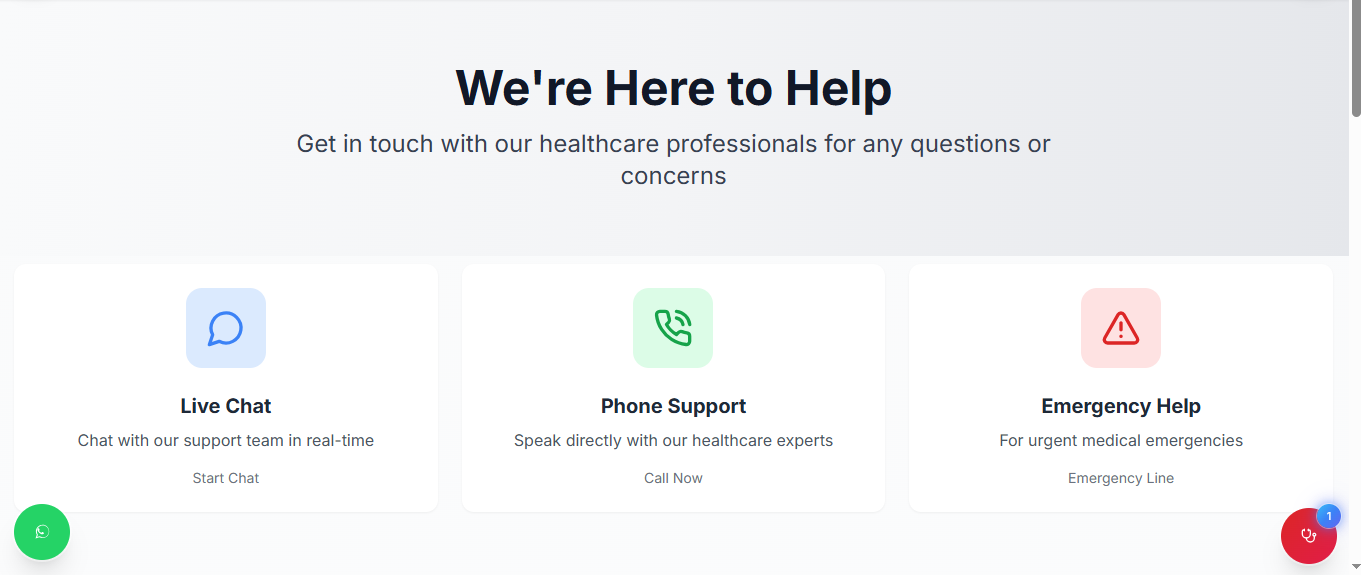 We're Here to Help
Get in touch with our healthcare professionals for any questions or
concerns
Live Chat
Chat with our support team in real-time
Start Chat
Phone Support
Speak directly with our healthcare experts
Call Now
Emergency Help
For urgent medical emergencies
Emergency Line
1